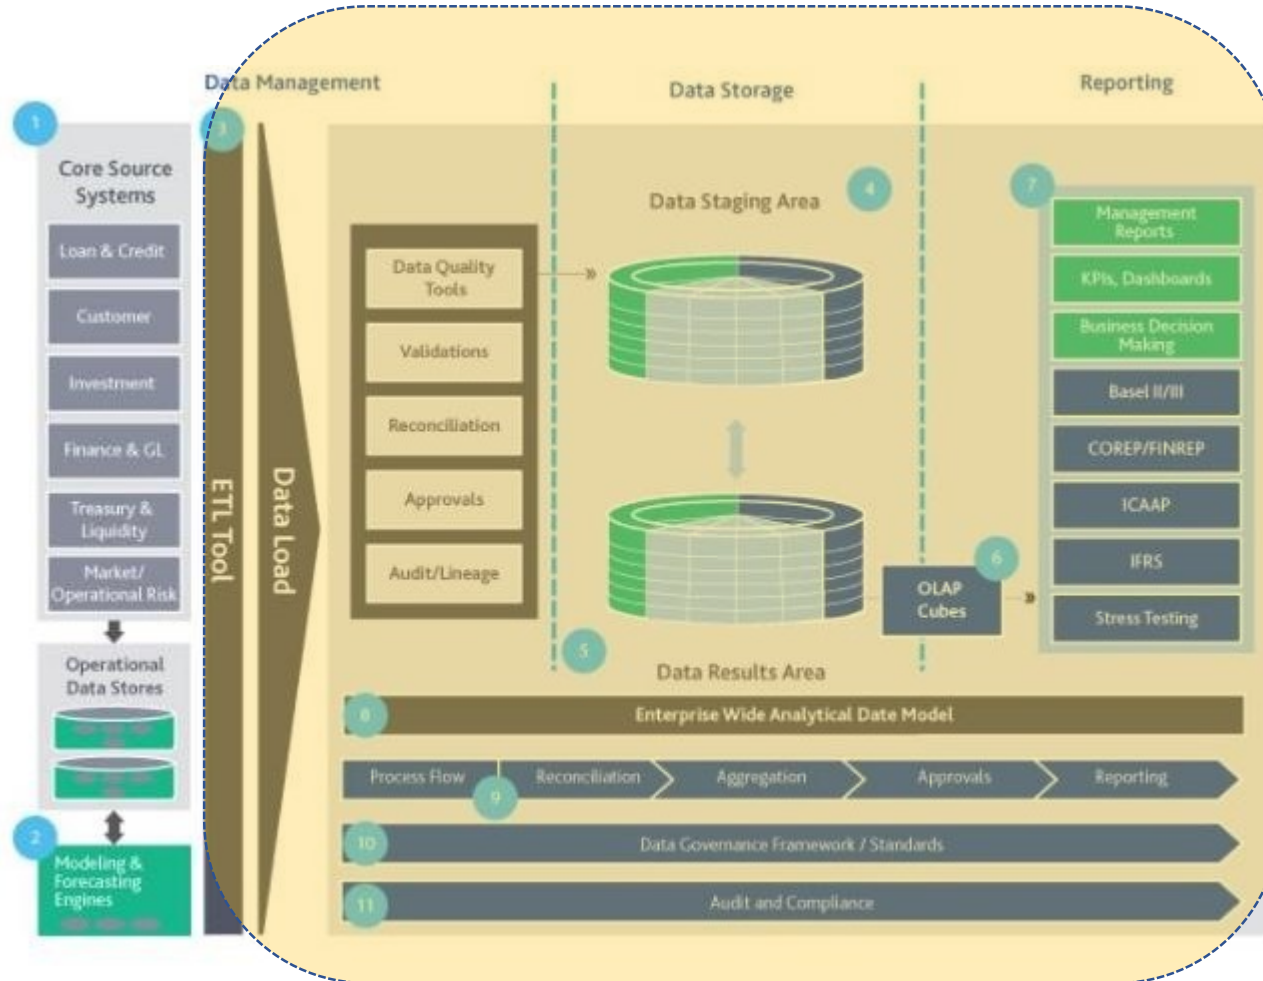 Data Management
Data Storage
Reporting
1
Core Source
Systems
Loan & Credit
Customer
Investment
Finance & GL
Treasury &
Liquidity
Market/
Operational Risk
Operational
Data Stores
2
Modeling &
Forecasting
Engines
3
ETL Tool
Data Load
Data Quality
Tools
Validations
Reconciliation
Approvals
Audit/Lineage
Data Staging Area
4
5
Data Results Area
OLAP
Cubes
6
7
Management
Reports
KPIs, Dashboards
Business Decision
Making
Basel II/III
COREP/FINREP
ICAAP
IFRS
Stress Testing
8
Enterprise Wide Analytical Date Model
Process Flow
9
Reconciliation
Aggregation
Approvals
Reporting
10
Data Governance Framework / Standards
11
Audit and Compliance